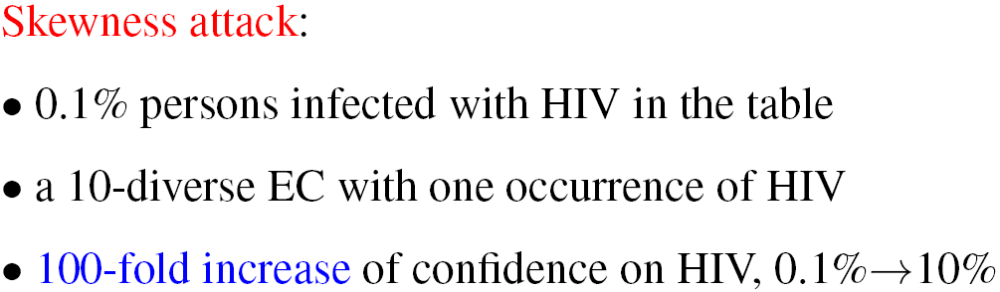 Skewness attack:
• 0.1% persons infected with HIV in the table
• a 10-diverse EC with one occurrence of HIV
• 100-fold increase of confidence on HIV, 0.1%→10%